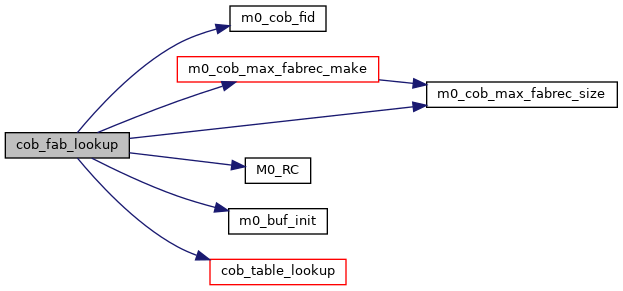 m0_cob_fid
m0_cob_max_fabrec_make
m0_cob_max_fabrec_size
cob_fab_lookup
M0_RC
m0_buf_init
cob_table_lookup